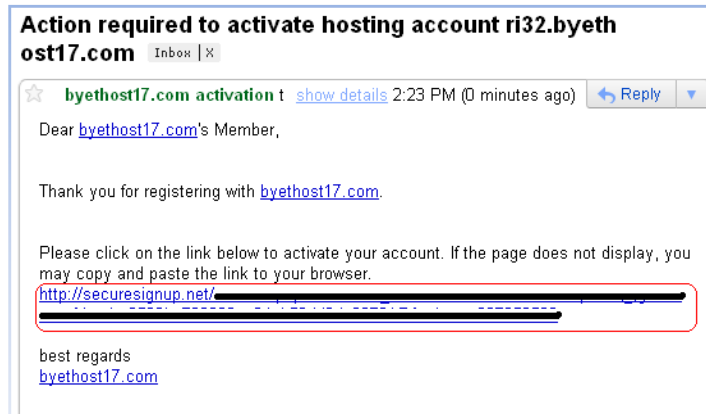 Action required to activate hosting account ri32.byeth
ost17.com Inbox | X
byethost17.com activation t show details 2:23 PM (0 minutes ago) Reply
Dear byethost17.com's Member,
Thank you for registering with byethost17.com.
Please click on the link below to activate your account. If the page does not display, you
may copy and paste the link to your browser.
http://securesignup.net/
best regards
byethost17.com